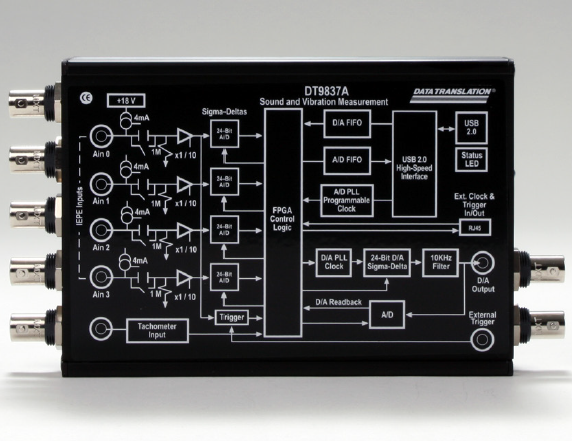 DT9837A
Sound and Vibration Measurement
DATA TRANSLATION®
CE
+18 V
Sigma-Deltas
4mA
1M
x1 / 10
24-Bit
A/D
Ain 0
4mA
1M
x1 / 10
24-Bit
A/D
Ain 1
4mA
1M
x1 / 10
24-Bit
A/D
Ain 2
4mA
1M
x1 / 10
24-Bit
A/D
Ain 3
IEPE Inputs
Tachometer
Input
Trigger
FPGA
Control
Logic
D/A FIFO
A/D FIFO
A/D PLL
Programmable
Clock
USB 2.0
High-Speed
Interface
USB
2.0
Status
LED
Ext. Clock &
Trigger
In/Out
RJ45
D/A PLL
Clock
24-Bit D/A
Sigma-Delta
10KHz
Filter
D/A
Output
D/A Readback
A/D
External
Trigger